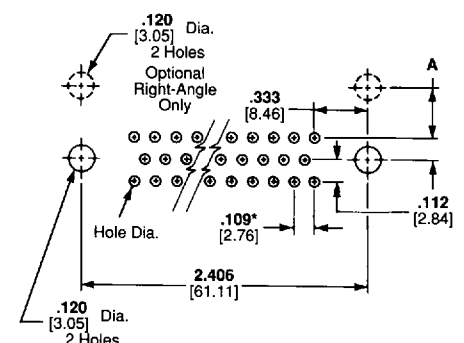 .120
[3.05] Dia.
2 Holes
Optional
Right-Angle
Only
A
.333
[8.46]
Hole Dia.
.109*
[2.76]
.112
[2.84]
2.406
[61.11]
.120
[3.05] Dia.
2 Holes